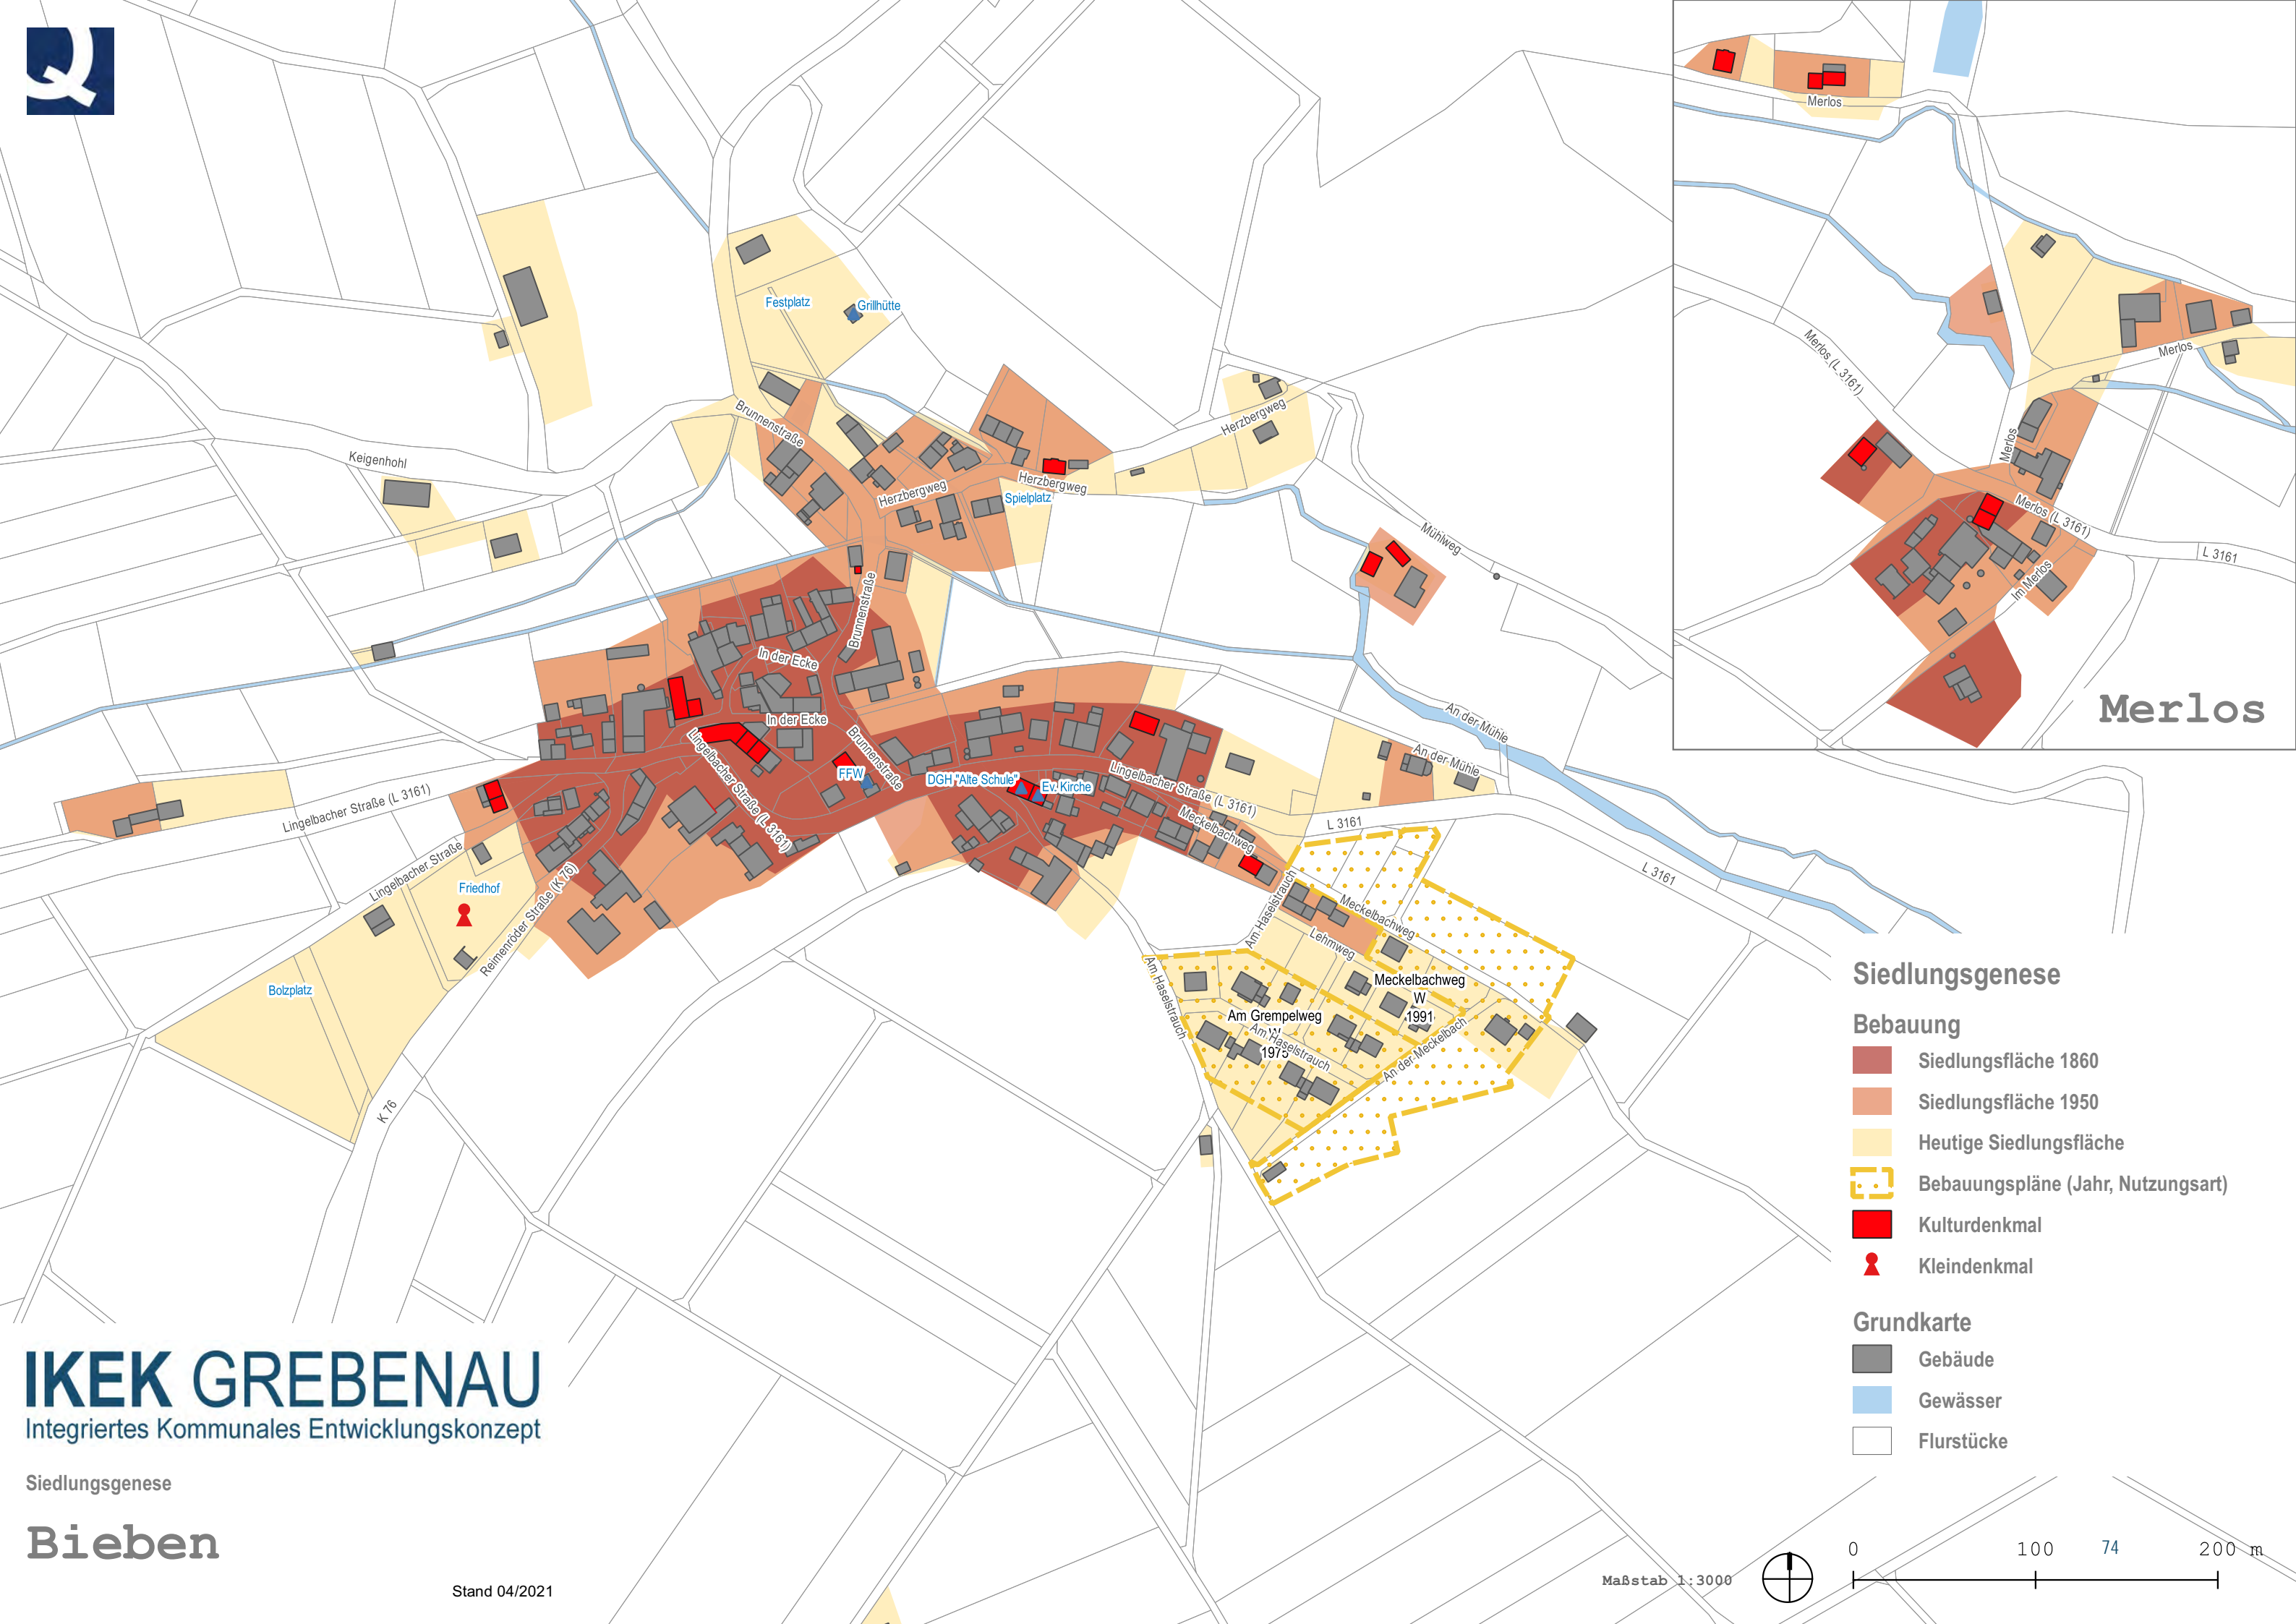 Q
Merlos
Merlos (L 3161)
Merlos
Merlos
Merlos (L 3161)
L 3161
Im Merlos
Merlos
Festplatz
Grillhütte
Brunnenstraße
Herzbergweg
Keigenhohl
Herzbergweg
Herzbergweg
Spielplatz
Mühlweg
Brunnenstraße
In der Ecke
In der Ecke
An der Mühle
An der Mühle
Lingelbacher Straße (L 3161)
Brunnenstraße
FFW
DGH "Alte Schule"
Ev. Kirche
Lingelbacher Straße (L 3161)
Meckelbachweg
Lingelbacher Straße (L 3161)
L 3161
L 3161
Lingelbacher Straße
Friedhof
Reimenröder Straße (K 76)
Bolzplatz
K 76
Am Haselstrauch
Meckelbachweg
Lehmweg
Am Haselstrauch
Meckelbachweg
W
1991
Am Grempelweg
W
1975
Am Haselstrauch
An der Meckelbach
Siedlungsgenese
Bebauung
Siedlungsfläche 1860
Siedlungsfläche 1950
Heutige Siedlungsfläche
Bebauungspläne (Jahr, Nutzungsart)
Kulturdenkmal
Kleindenkmal
Grundkarte
Gebäude
Gewässer
Flurstücke
IKEK GREBENAU
Integriertes Kommunales Entwicklungskonzept
Siedlungsgenese
Bieben
Stand 04/2021
Maßstab 1:3000
0 100 74 200 m